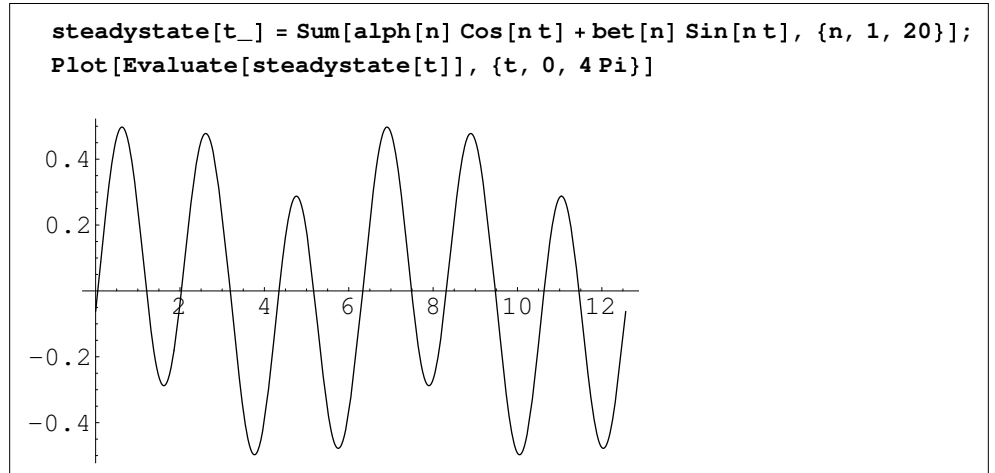 steadystate[t_] = Sum[alph[n] Cos[n t] + bet[n] Sin[n t], {n, 1, 20}];
Plot[Evaluate[steadystate[t]], {t, 0, 4 Pi}]
0.4
0.2
2 4 6 8 10 12
−0.2
−0.4